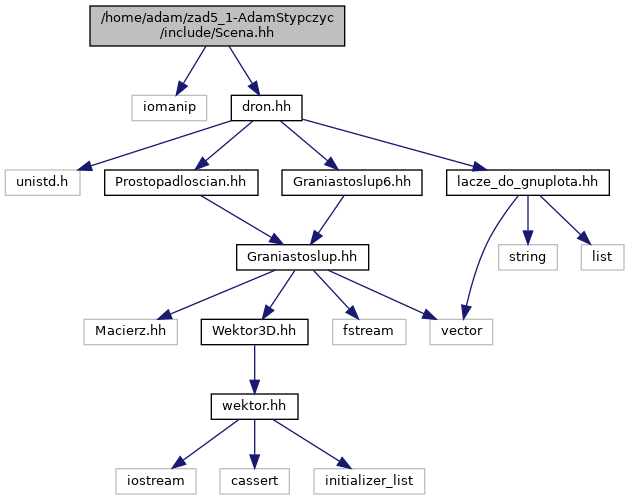 /home/adam/zad5_1-AdamStypczyc
/include/Scena.hh
iomanip
dron.hh
unistd.h
Prostopadloscian.hh
Graniastoslup6.hh
lacze_do_gnuplota.hh
Graniastoslup.hh
string
list
Macierz.hh
Wektor3D.hh
fstream
vector
wektor.hh
iostream
cassert
initializer_list